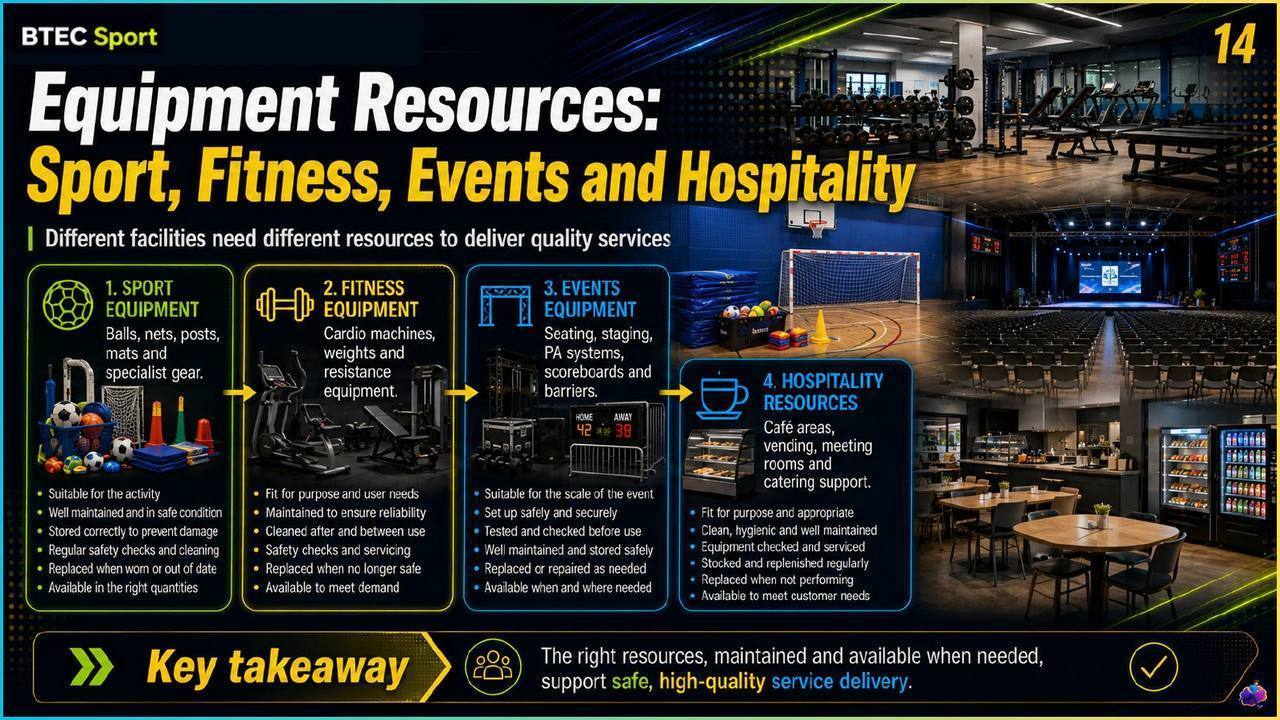 BTEC Sport
14
Equipment Resources:
Sport, Fitness, Events and Hospitality
Different facilities need different resources to deliver quality services
1. SPORT
EQUIPMENT
Balls, nets, posts,
mats and
specialist gear.
• Suitable for the activity
• Well maintained and in safe condition
• Stored correctly to prevent damage
• Regular safety checks and cleaning
• Replaced when worn or out of date
• Available in the right quantities
2. FITNESS
EQUIPMENT
Cardio machines,
weights and
resistance
equipment.
• Fit for purpose and user needs
• Maintained to ensure reliability
• Cleaned after and between use
• Safety checks and servicing
• Replaced when no longer safe
• Available to meet demand
3. EVENTS
EQUIPMENT
Seating, staging,
PA systems,
scoreboards and
barriers.
HOME AWAY
42 38
• Suitable for the scale of the event
• Set up safely and securely
• Tested and checked before use
• Well maintained and stored safely
• Replaced or repaired as needed
• Available when and where needed
4. HOSPITALITY
RESOURCES
Café areas,
vending, meeting
rooms and
catering support.
• Fit for purpose and appropriate
• Clean, hygienic and well maintained
• Equipment checked and serviced
• Stocked and replenished regularly
• Replaced when not performing
• Available to meet customer needs
Key takeaway
The right resources, maintained and available when needed,
support safe, high-quality service delivery.